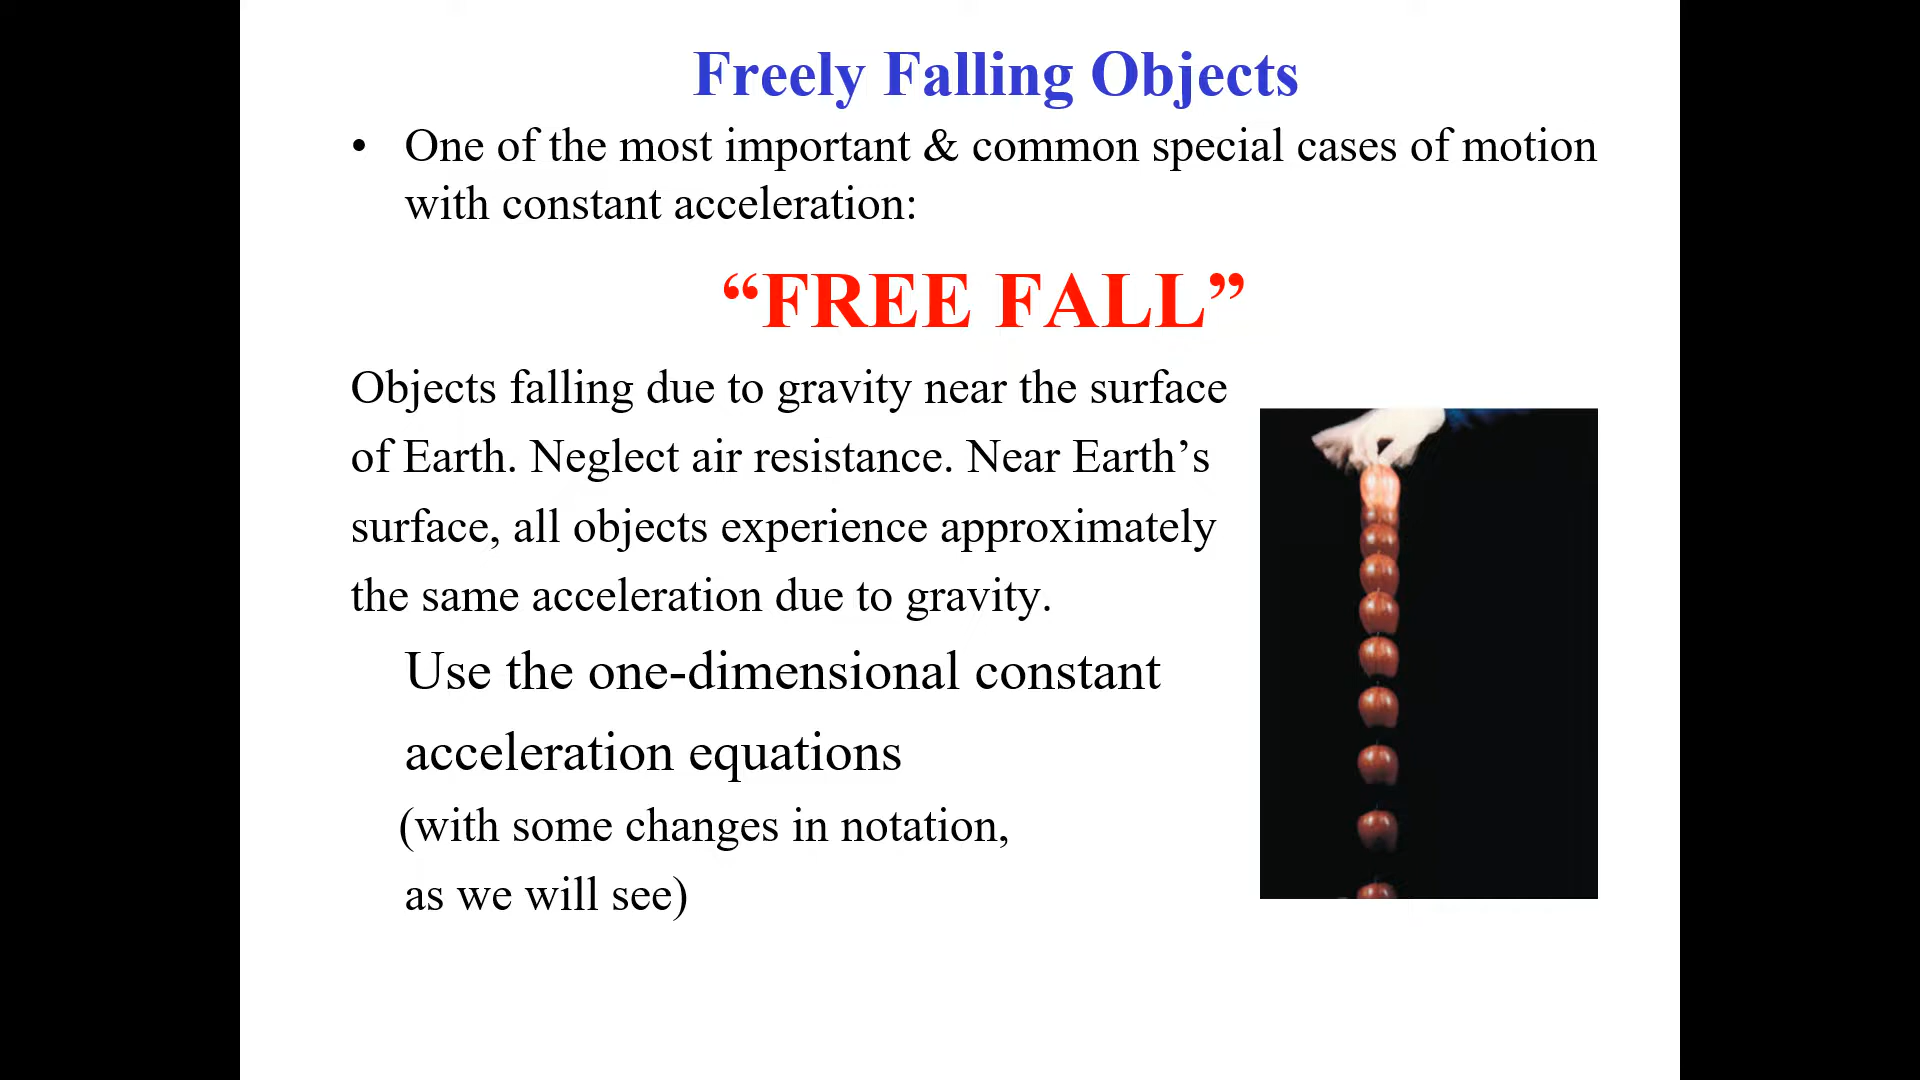 Freely Falling Objects
• One of the most important & common special cases of motion
with constant acceleration:
“FREE FALL”
Objects falling due to gravity near the surface
of Earth. Neglect air resistance. Near Earth’s
surface, all objects experience approximately
the same acceleration due to gravity.
Use the one-dimensional constant
acceleration equations
(with some changes in notation,
as we will see)